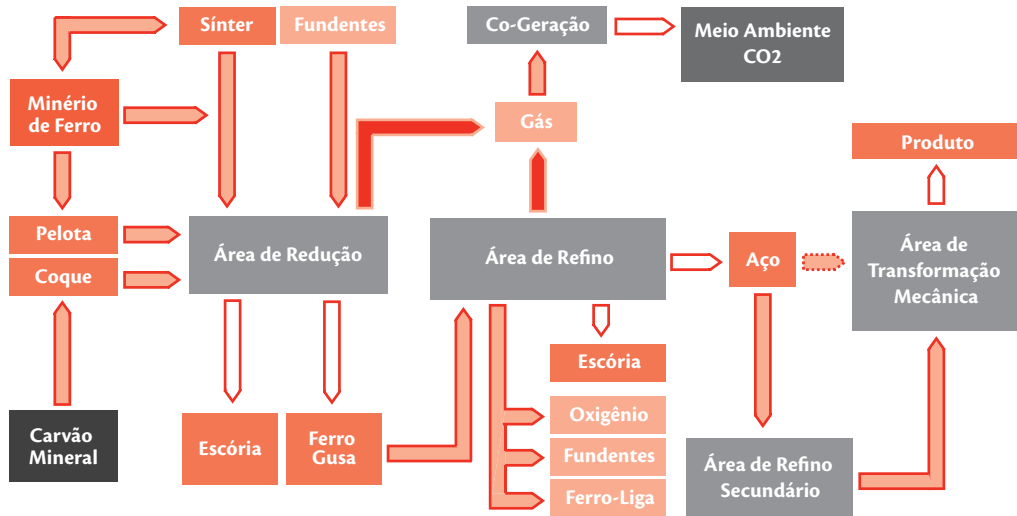 Sínter
Fundentes
Co-Geração
Meio Ambiente
CO2
Minério
de Ferro
Gás
Produto
Pelota
Coque
Área de Redução
Área de Refino
Aço
Área de
Transformação
Mecânica
Escória
Carvão
Mineral
Escória
Ferro
Gusa
Oxigênio
Fundentes
Ferro-Liga
Área de Refino
Secundário